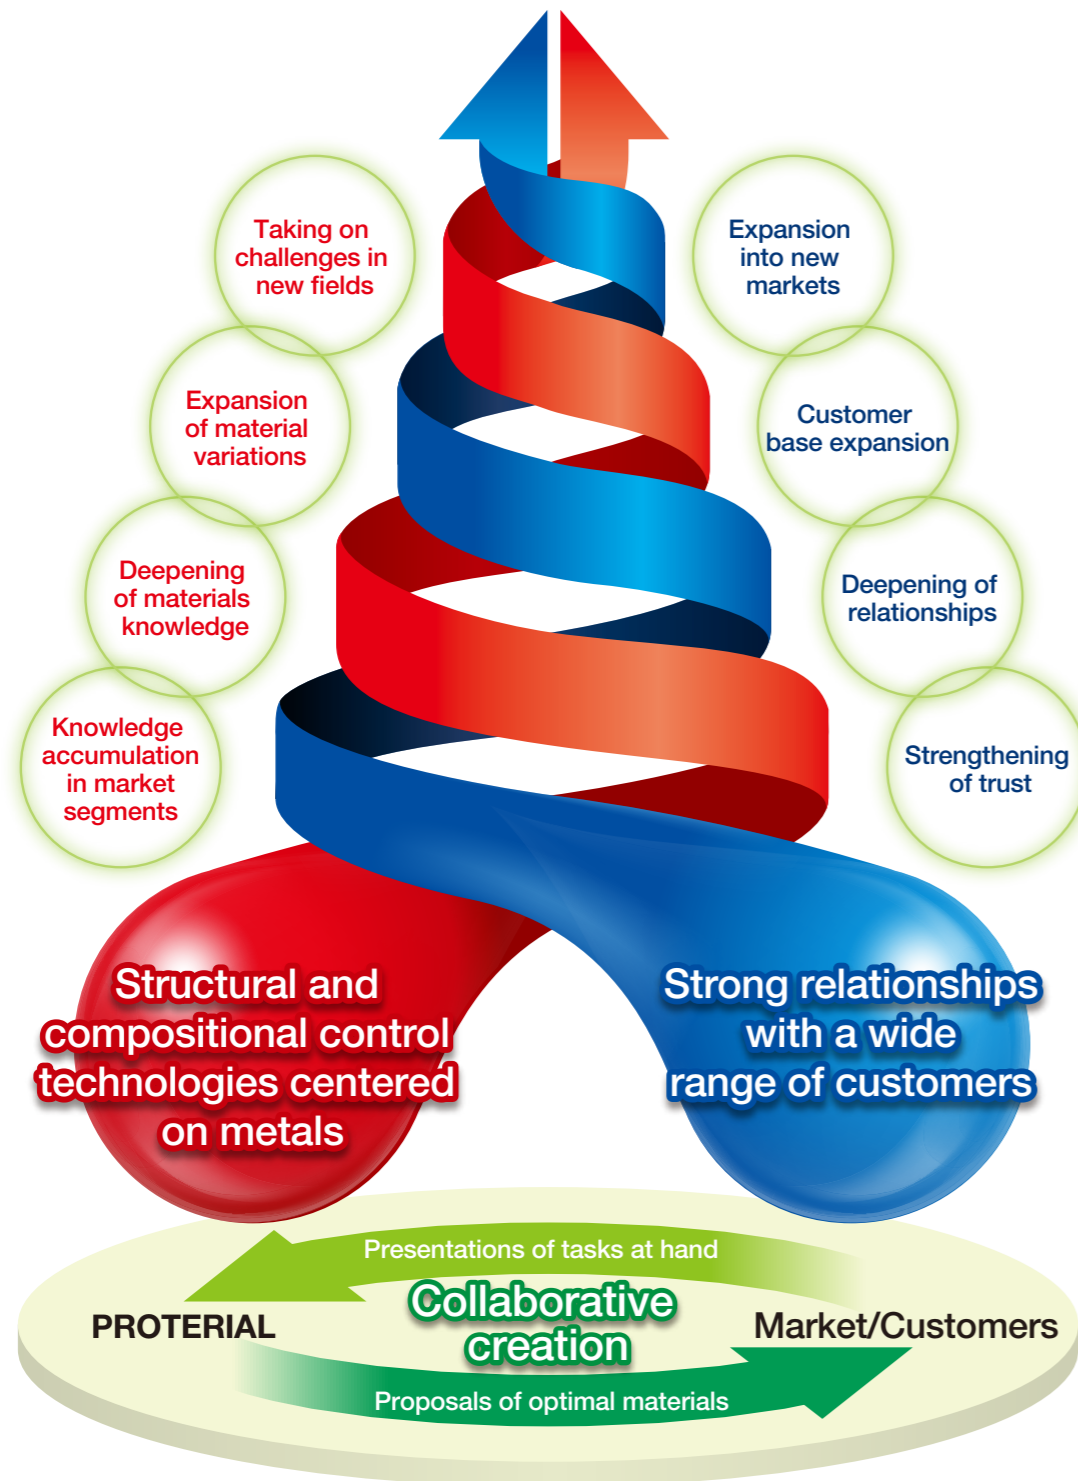 Taking on
challenges in
new fields
Expansion
into new
markets
Expansion
of material
variations
Customer
base expansion
Deepening
of materials
knowledge
Deepening of
relationships
Knowledge
accumulation
in market
segments
Strengthening
of trust
Structural and
compositional control
technologies centered
on metals
Strong relationships
with a wide
range of customers
Presentations of tasks at hand
PROTERIAL
Collaborative
creation
Market/Customers
Proposals of optimal materials